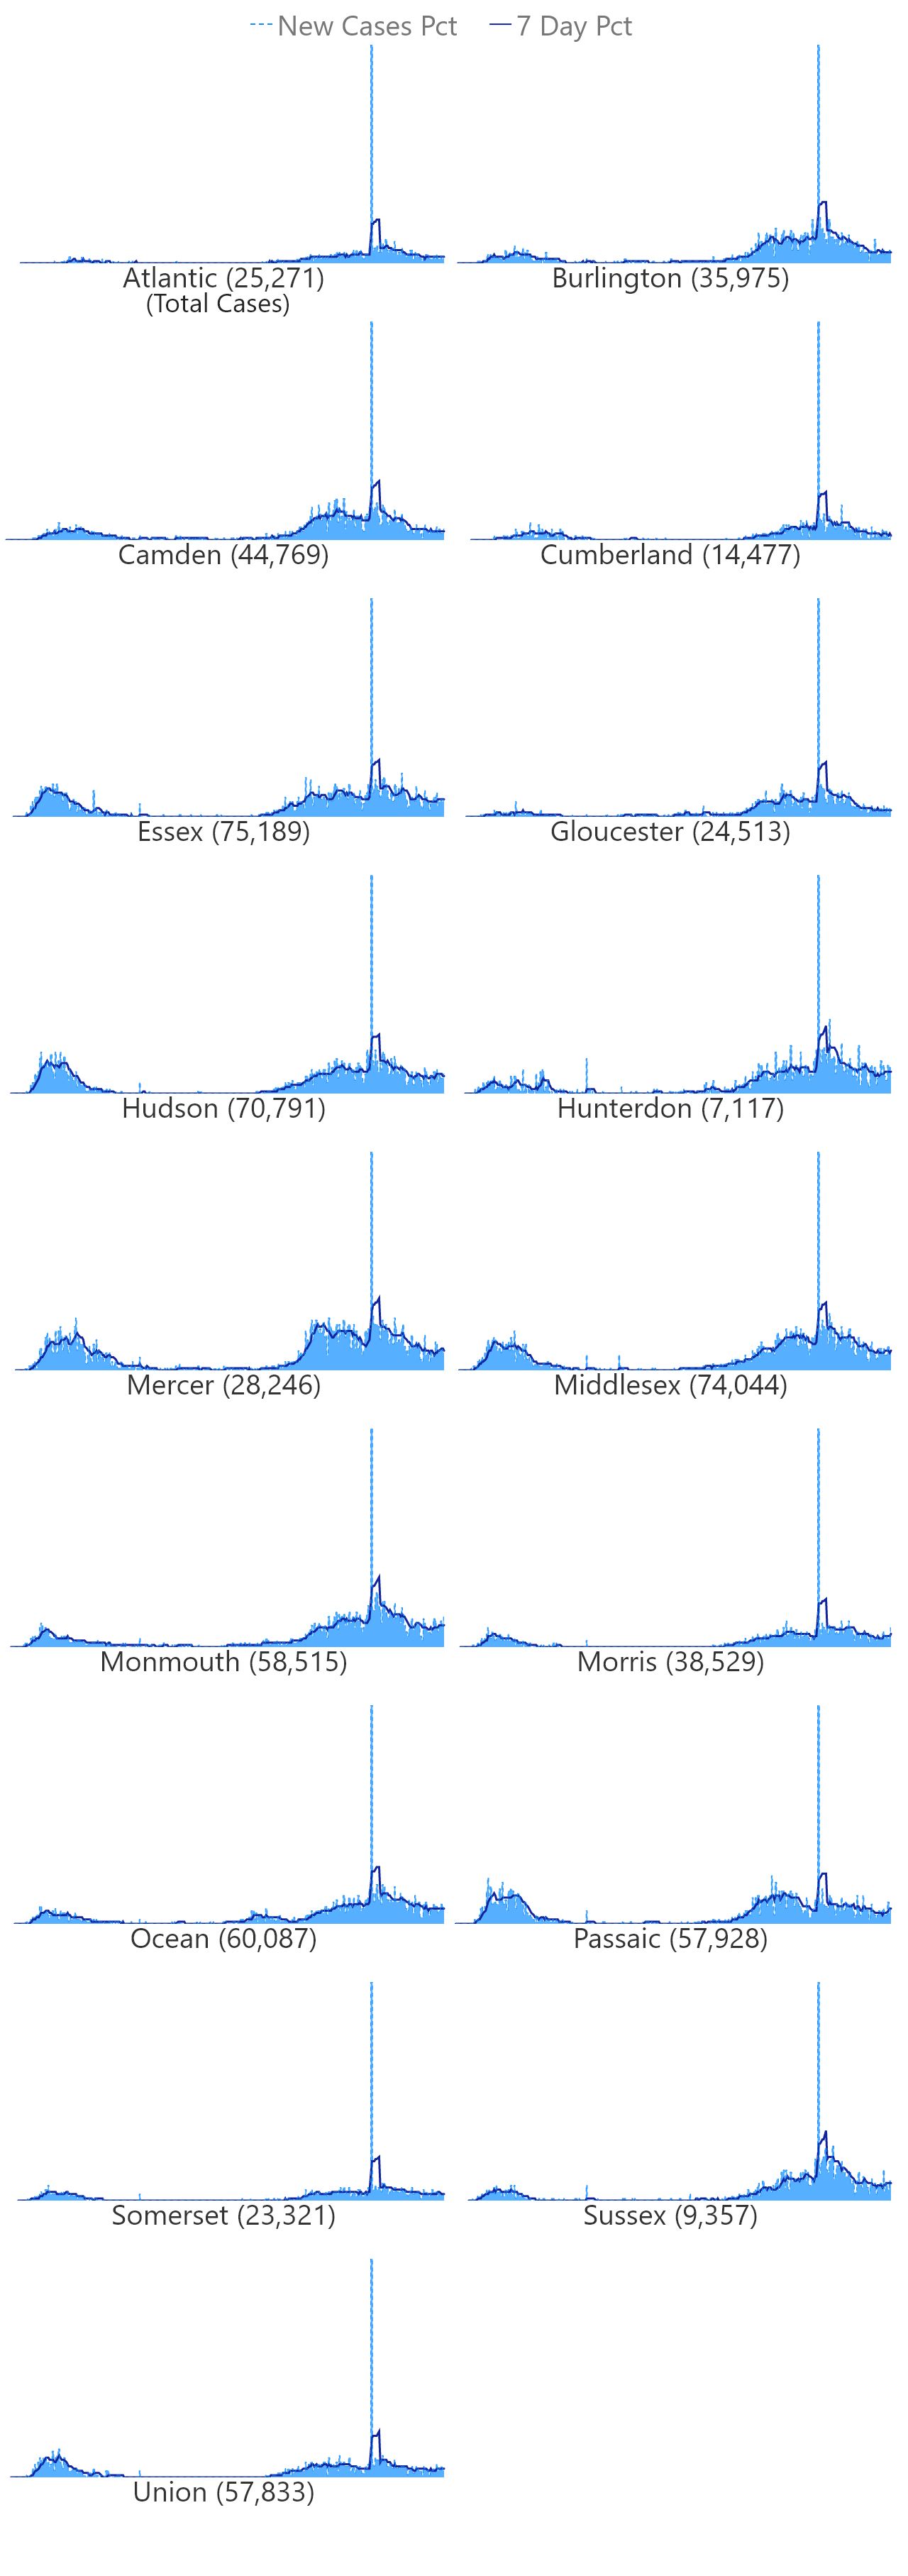 New Cases Pct 7 Day Pct
Atlantic (25,271)
(Total Cases)
Burlington (35,975)
Camden (44,769)
Cumberland (14,477)
Essex (75,189)
Gloucester (24,513)
Hudson (70,791)
Hunterdon (7,117)
Mercer (28,246)
Middlesex (74,044)
Monmouth (58,515)
Morris (38,529)
Ocean (60,087)
Passaic (57,928)
Somerset (23,321)
Sussex (9,357)
Union (57,833)